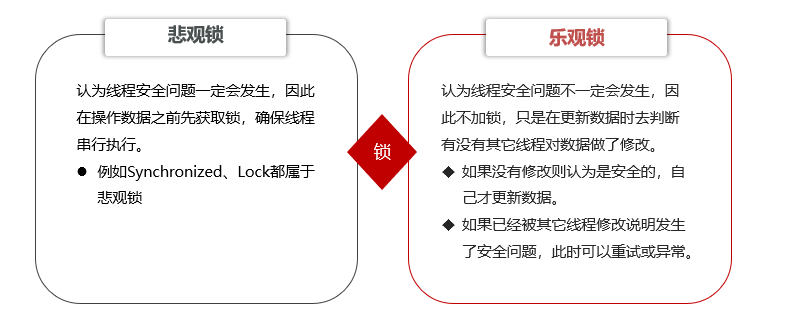 悲观锁
认为线程安全问题一定会发生，因此
在操作数据之前先获取锁，确保线程
串行执行。
● 例如Synchronized、Lock都属于
悲观锁
锁
乐观锁
认为线程安全问题不一定会发生，因
此不加锁，只是在更新数据时去判断
有没有其它线程对数据做了修改。
◆ 如果没有修改则认为是安全的，自
己才更新数据。
◆ 如果已经被其它线程修改说明发生
了安全问题，此时可以重试或异常。